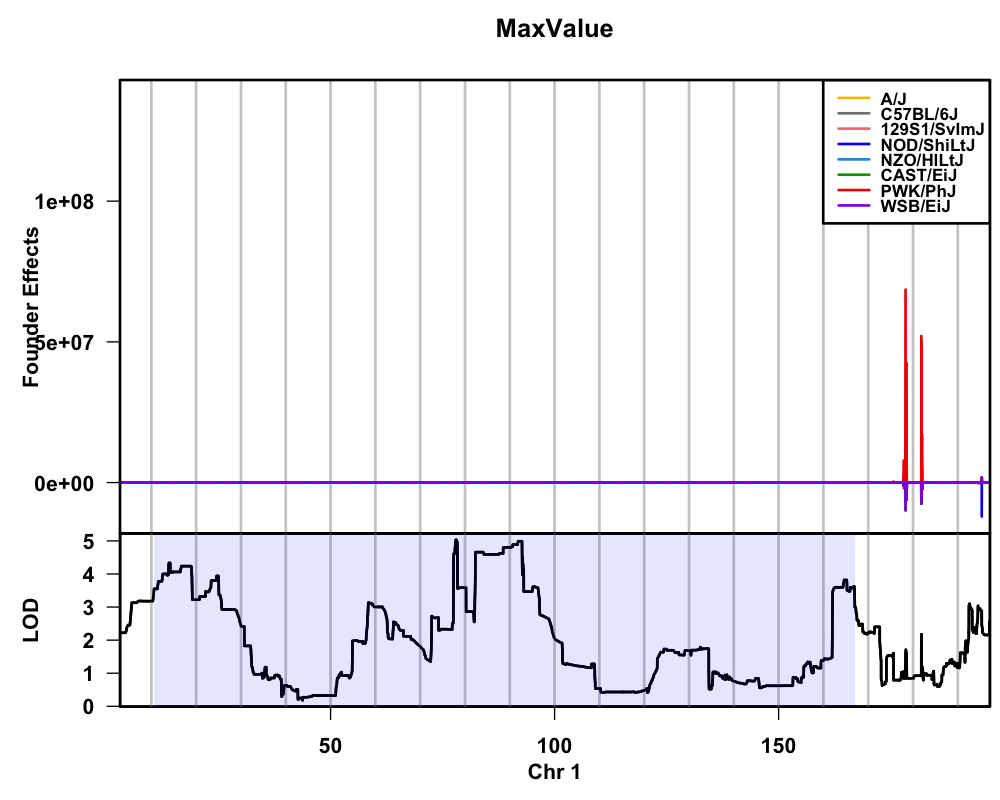 MaxValue
A/J
C57BL/6J
129S1/SvImJ
NOD/ShiLtJ
NZO/HlLtJ
CAST/EiJ
PWK/PhJ
WSB/EiJ
Founder Effects
1e+08
5e+07
0e+00
LOD
5
4
3
2
1
0
50 100 150
Chr 1